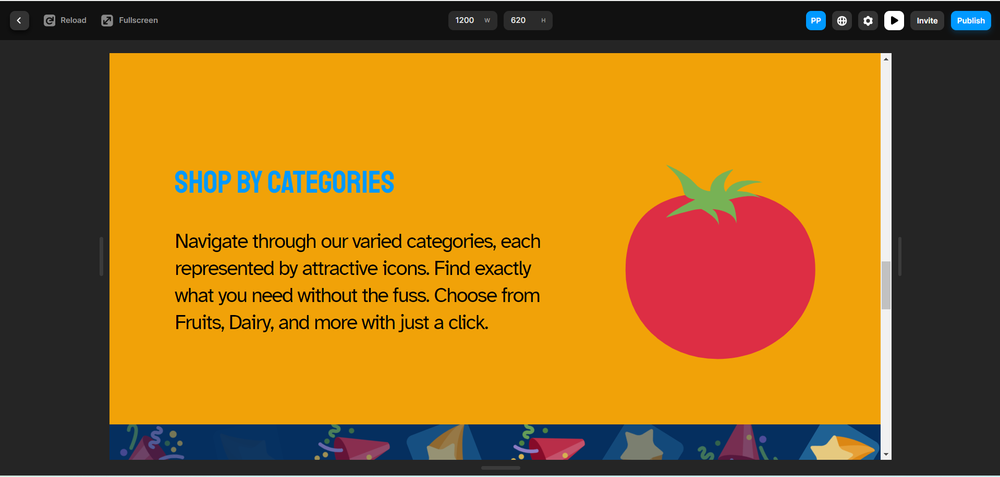 Reload
Fullscreen
1200 W
620 H
PP
Invite
Publish
SHOP BY CATEGORIES
Navigate through our varied categories, each
represented by attractive icons. Find exactly
what you need without the fuss. Choose from
Fruits, Dairy, and more with just a click.